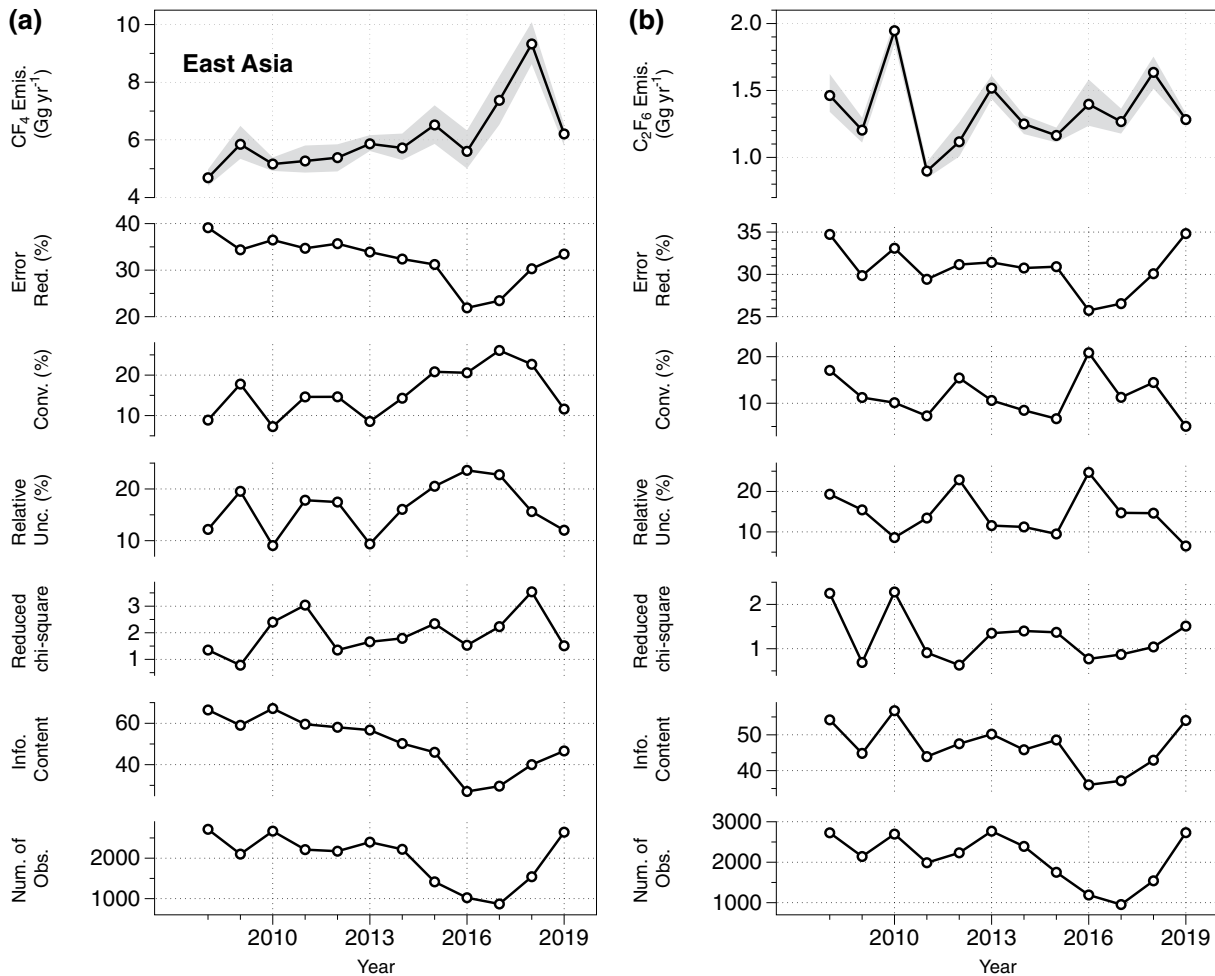 (a)
East Asia
CF4 Emis.
(Gg yr-1)
10
8
6
4
Error
Red. (%)
40
30
20
Conv. (%)
20
10
Relative
Unc. (%)
20
10
Reduced
chi-square
3
2
1
Info.
Content
60
40
Num. of
Obs.
2000
1000
2010 2013 2016 2019
Year
(b)
C2F6 Emis.
(Gg yr-1)
2.0
1.5
1.0
Error
Red. (%)
35
30
25
Conv. (%)
20
10
Relative
Unc. (%)
20
10
Reduced
chi-square
2
1
Info.
Content
50
40
Num. of
Obs.
3000
2000
1000
2010 2013 2016 2019
Year